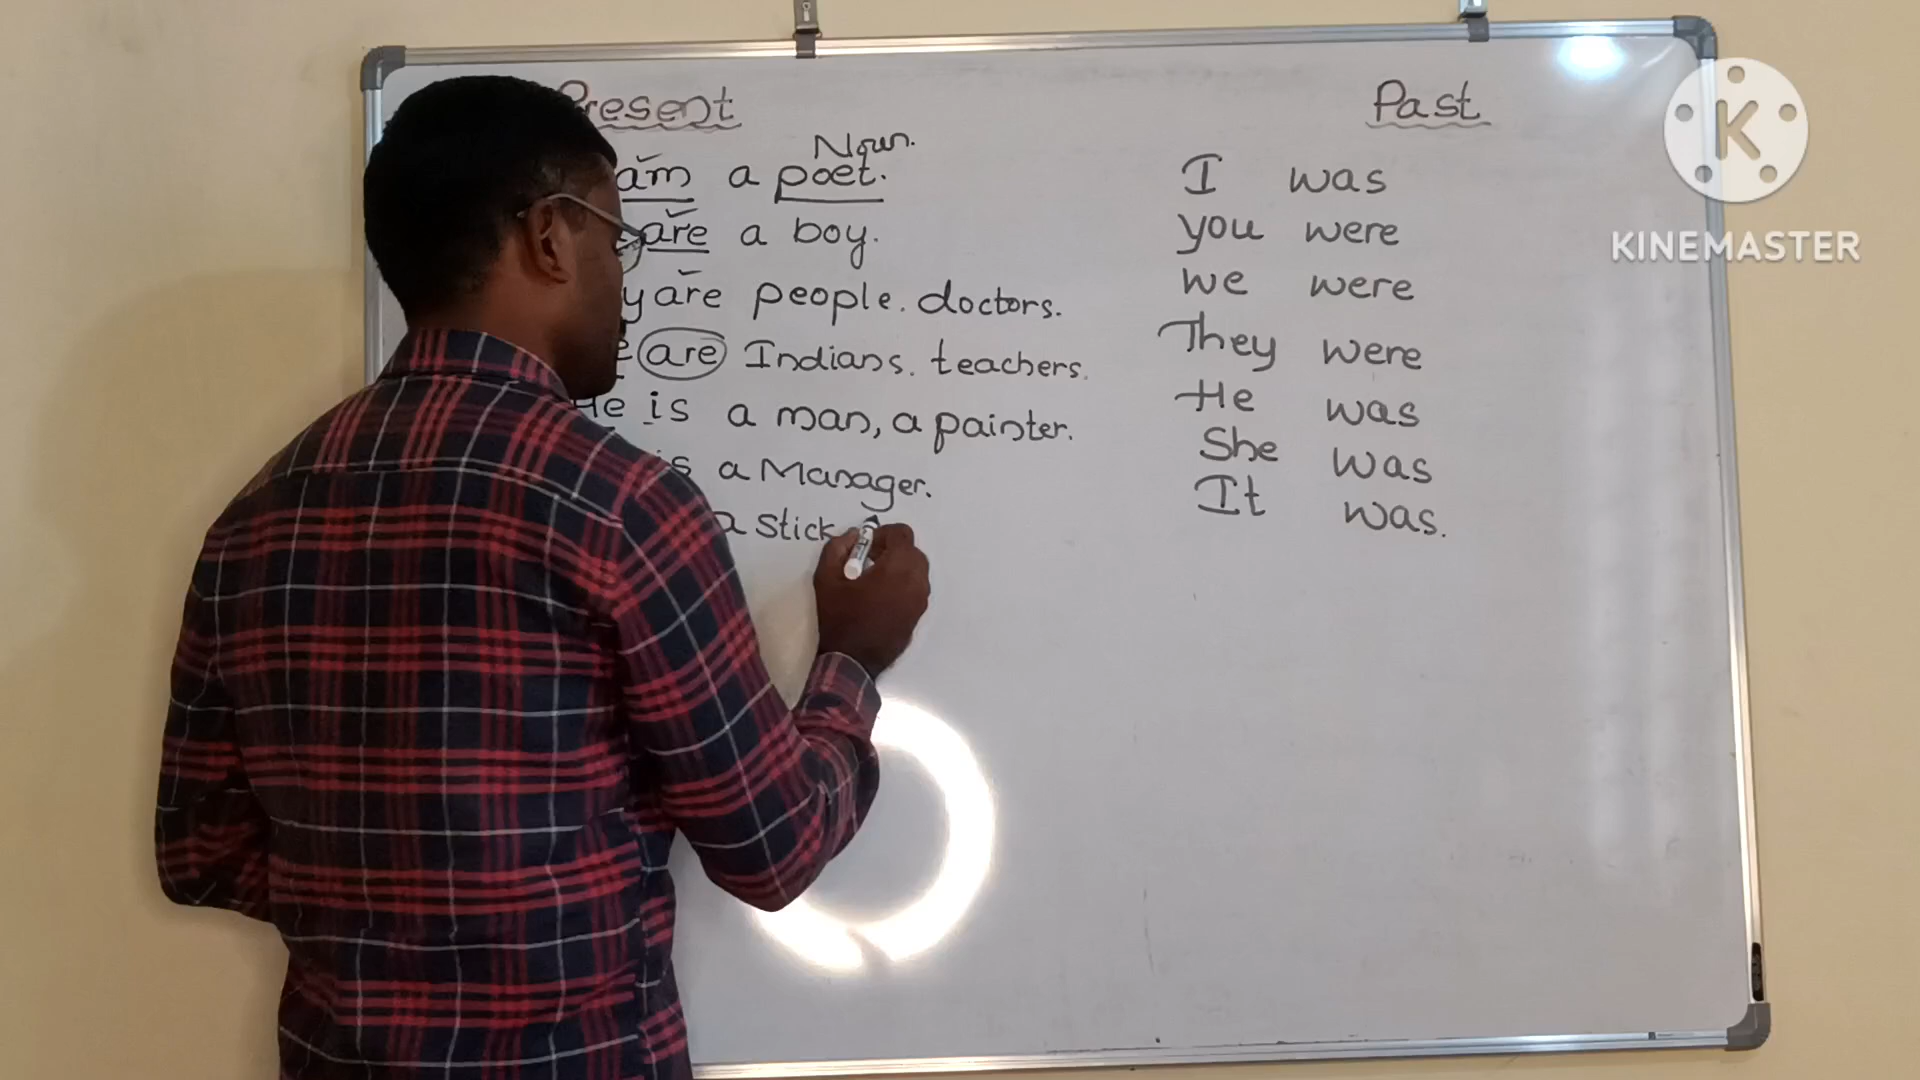 Present
Noun.
am a poet.
are a boy.
y are people. doctors.
e are Indians. teachers.
He is a man, a painter.
is a Manager.
a stick
Past
I was
you were
we were
They were
He was
She was
It was.
K
KINEMASTER